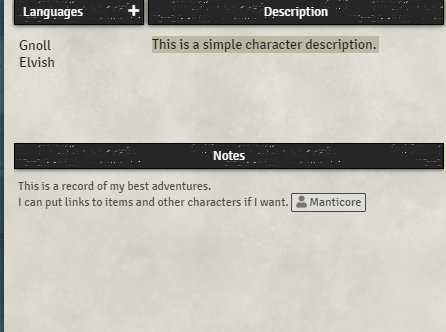 Languages +
Description
Gnoll
Elvish
This is a simple character description.
Notes
This is a record of my best adventures.
I can put links to items and other characters if I want. Manticore